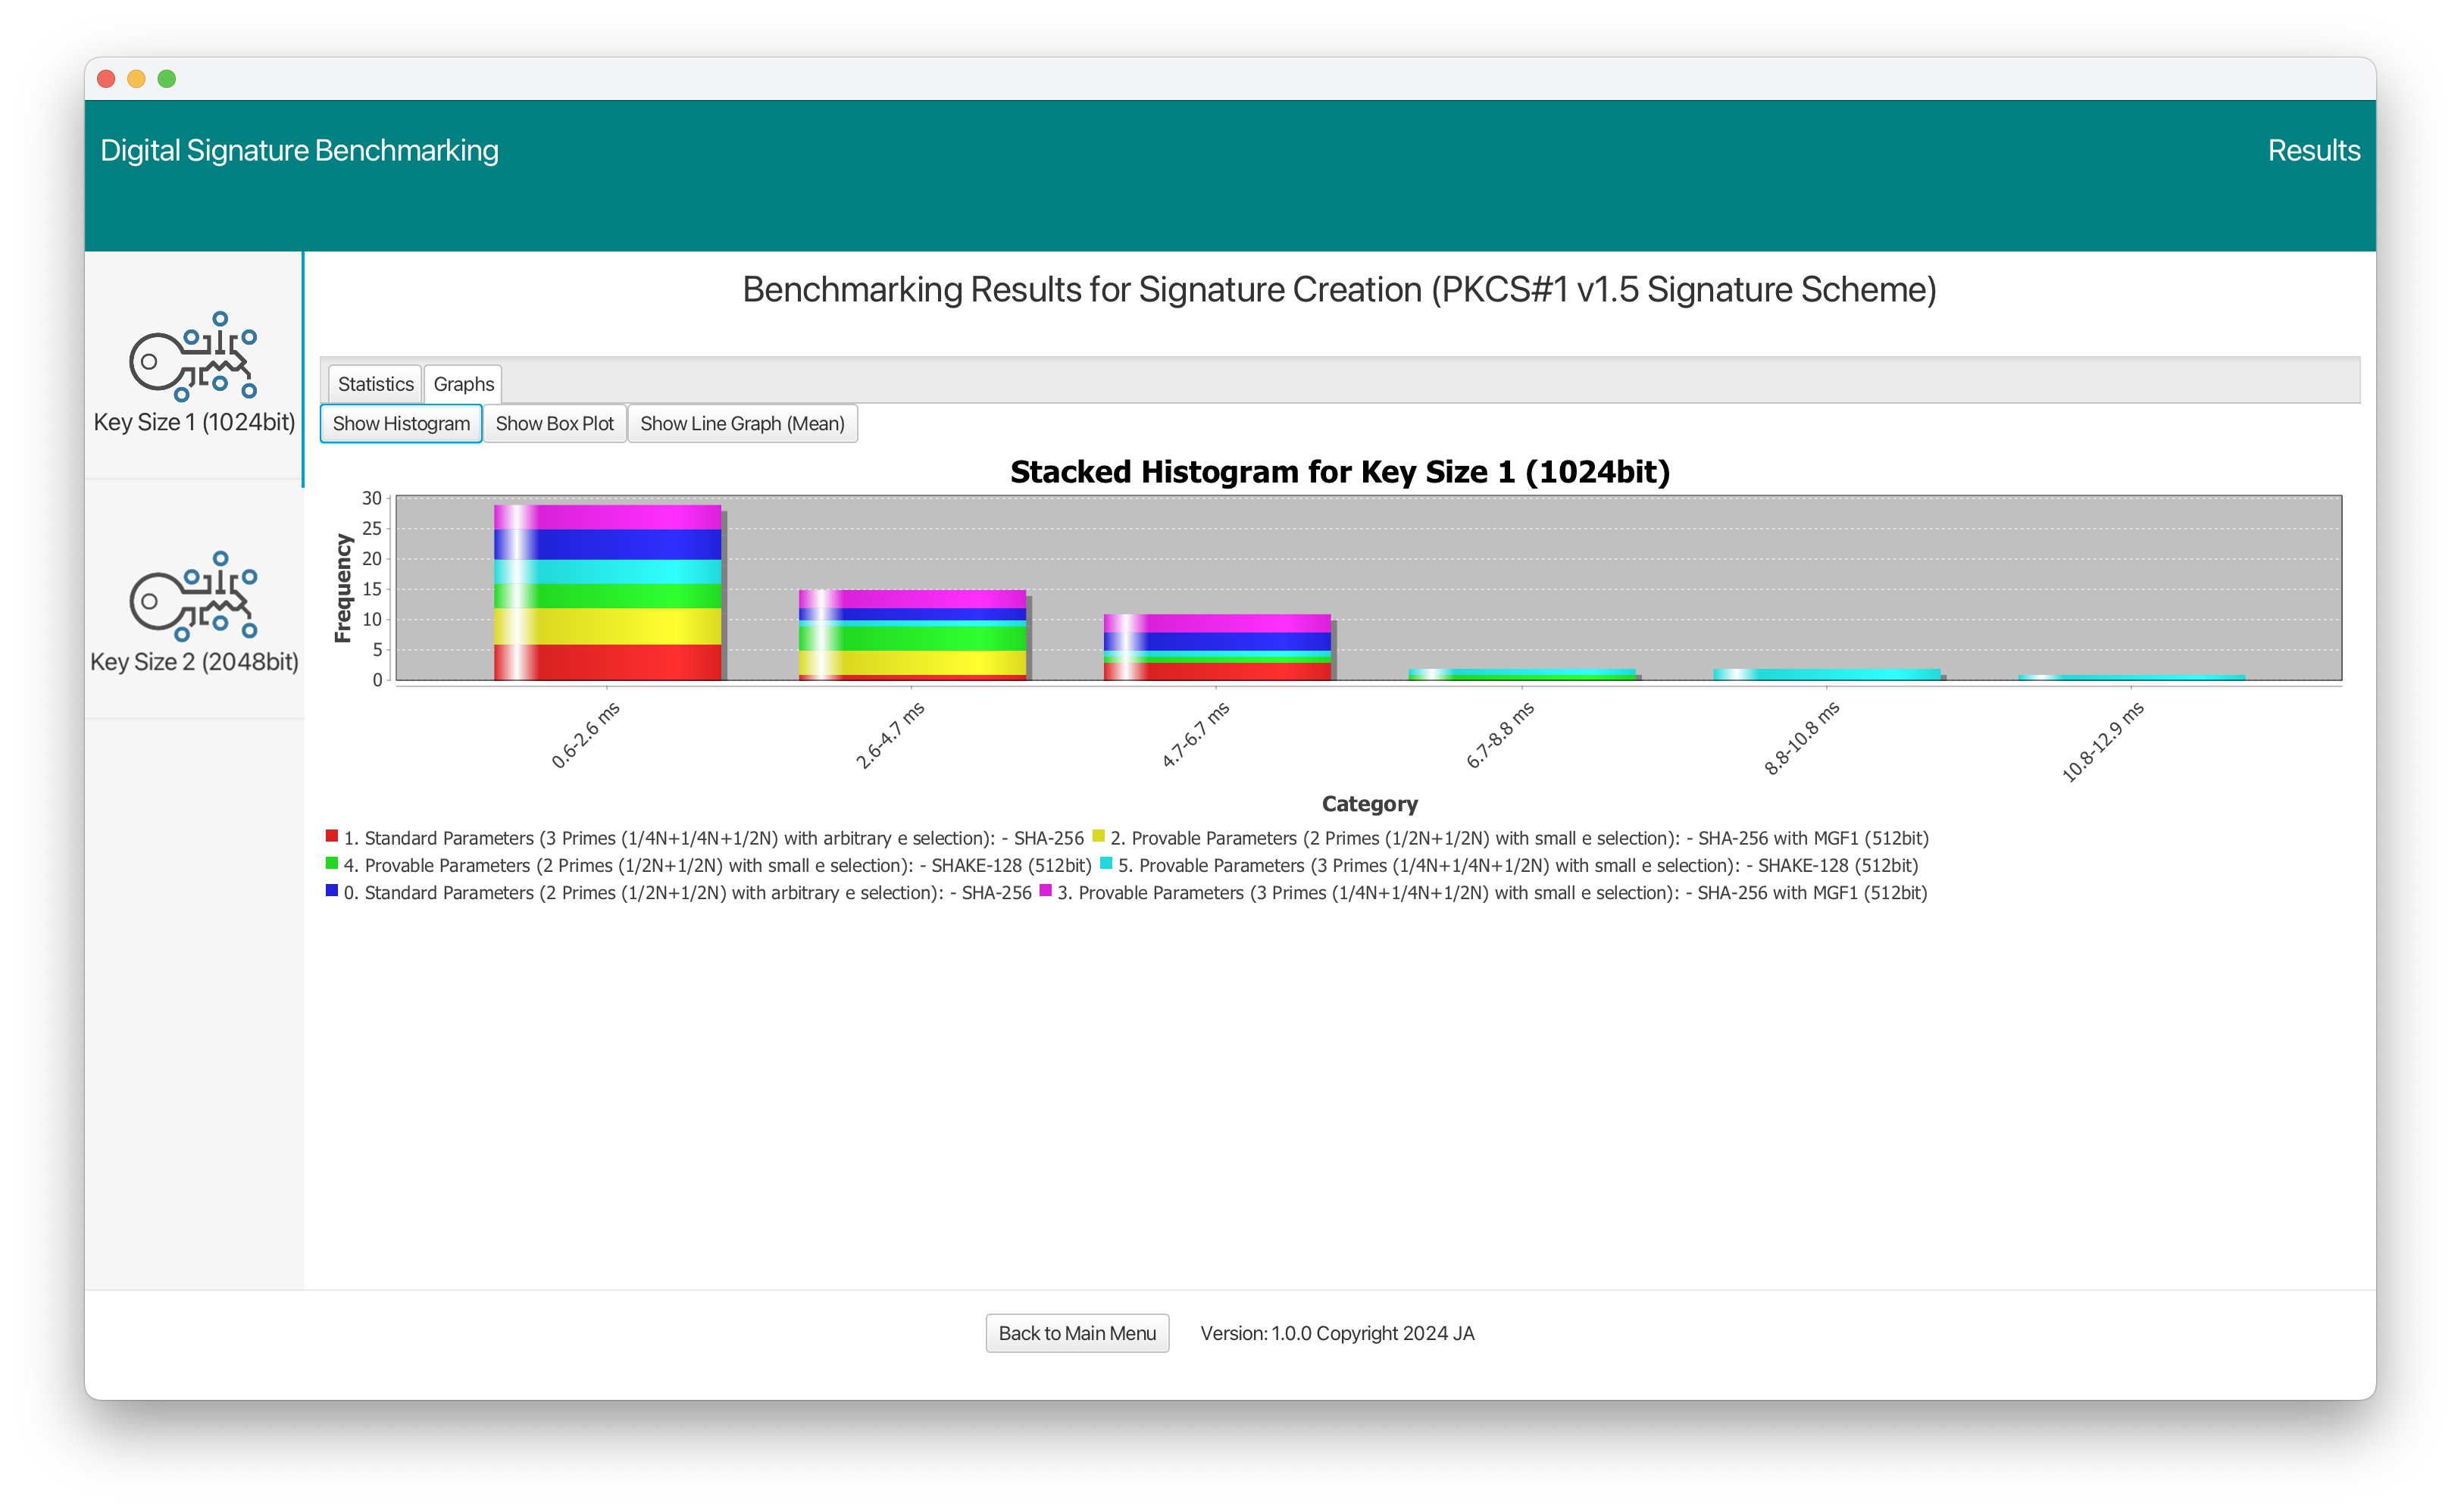 Digital Signature Benchmarking
Results
Key Size 1 (1024bit)
Key Size 2 (2048bit)
Benchmarking Results for Signature Creation (PKCS#1 v1.5 Signature Scheme)
Statistics
Graphs
Show Histogram
Show Box Plot
Show Line Graph (Mean)
Stacked Histogram for Key Size 1 (1024bit)
Frequency
30
25
20
15
10
5
0
0.6-2.6 ms
2.6-4.7 ms
4.7-6.7 ms
6.7-8.8 ms
8.8-10.8 ms
10.8-12.9 ms
Category
1. Standard Parameters (3 Primes (1/4N+1/4N+1/2N) with arbitrary e selection): - SHA-256
2. Provable Parameters (2 Primes (1/2N+1/2N) with small e selection): - SHA-256 with MGF1 (512bit)
4. Provable Parameters (2 Primes (1/2N+1/2N) with small e selection): - SHAKE-128 (512bit)
5. Provable Parameters (3 Primes (1/4N+1/4N+1/2N) with small e selection): - SHAKE-128 (512bit)
0. Standard Parameters (2 Primes (1/2N+1/2N) with arbitrary e selection): - SHA-256
3. Provable Parameters (3 Primes (1/4N+1/4N+1/2N) with small e selection): - SHA-256 with MGF1 (512bit)
Back to Main Menu
Version: 1.0.0 Copyright 2024 JA